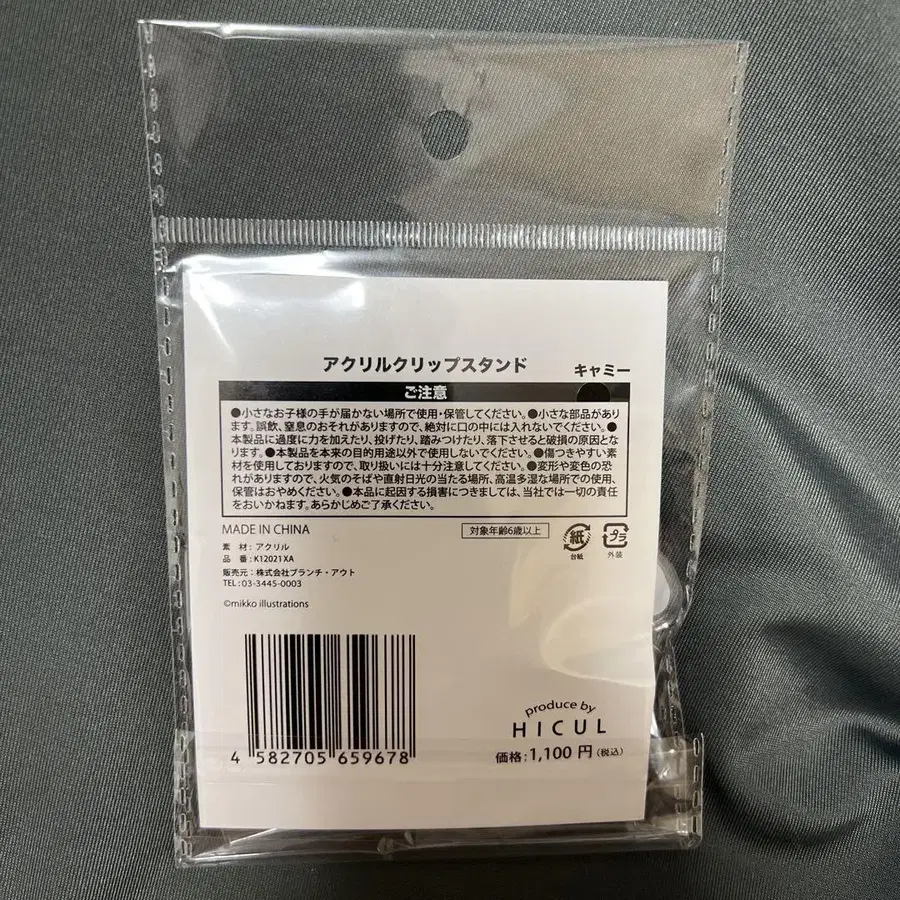 アクリルクリップスタンド
キャミー
ご注意
●小さなお子様の手が届かない場所で使用・保管してください。●小さな部品があり
ます。誤飲、窒息のおそれがありますので、絶対に口の中には入れないでください。●
本製品に過度に力を加えたり、投げたり、踏みつけたり、落下させると破損の原因とな
ります。●本製品を本来の目的用途以外で使用しないでください。●傷つきやすい素
材を使用しておりますので、取り扱いには十分注意してください。●変形や変色の恐
れがありますので、火気のそばや直射日光の当たる場所、高温多湿な場所での使用、
保管はおやめください。●本品に起因する損害につきましては、当社では一切の責任
をおいかねます。あらかじめご了承ください。
MADE IN CHINA
対象年齢6歳以上
紙
台紙
プラ
外装
素 材:アクリル
品 番:K12021XA
販売元:株式会社ブランチ・アウト
TEL:03-3445-0003
©mikko illustrations
4 582705 659678
produce by
HICUL
価格:1,100 円(税込)